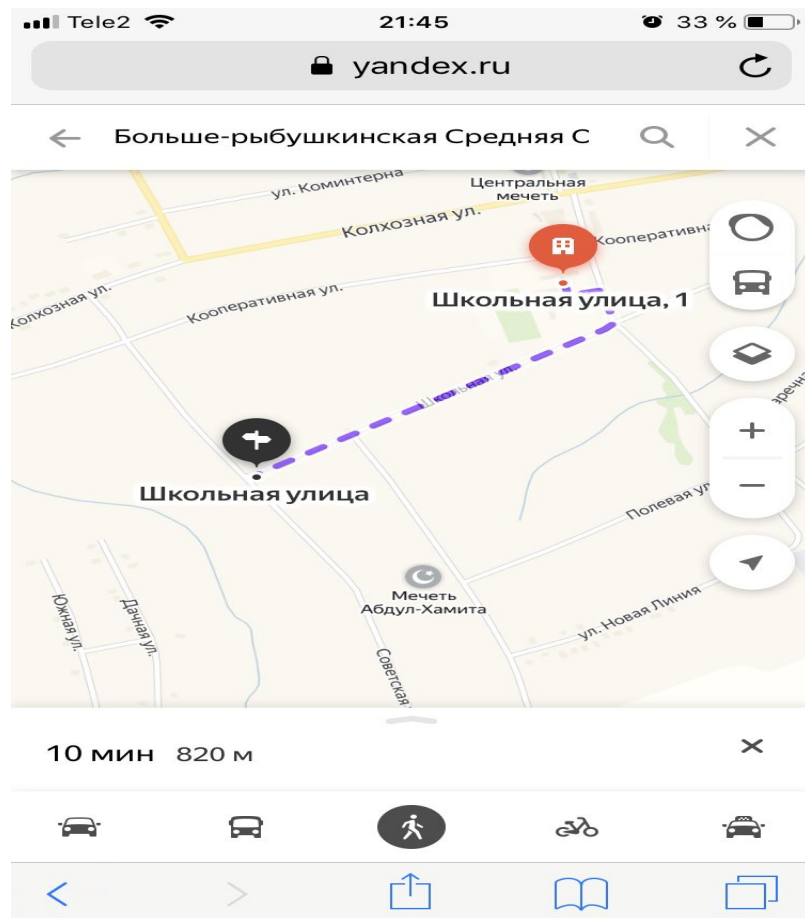 Tele2
21:45
33 %
yandex.ru
Больше-рыбушкинская Средняя С
ул. Коминтерна
Центральная
мечеть
Колхозная ул.
Кооперативн
Колхозная ул.
Кооперативная ул.
Школьная улица, 1
Школьная ул.
Школьная улица
Полевая ул
Мечеть
Абдул-Хамита
ул. Новая Линия
Южная ул.
Дачная ул.
Советская
10 мин 820 м